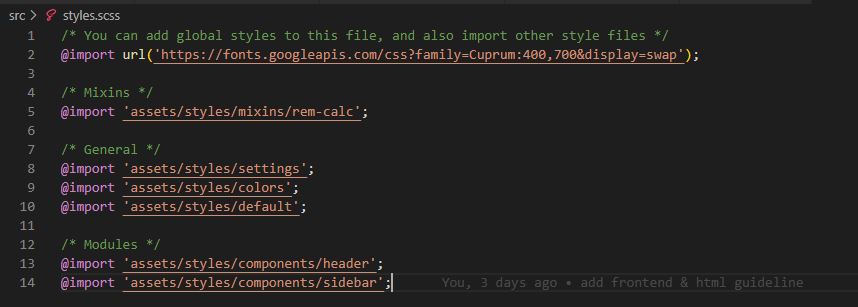 src > styles.scss
1 /* You can add global styles to this file, and also import other style files */
2 @import url('https://fonts.googleapis.com/css?family=Cuprum:400,700&display=swap');
3
4 /* Mixins */
5 @import 'assets/styles/mixins/rem-calc';
6
7 /* General */
8 @import 'assets/styles/settings';
9 @import 'assets/styles/colors';
10 @import 'assets/styles/default';
11
12 /* Modules */
13 @import 'assets/styles/components/header';
14 @import 'assets/styles/components/sidebar'; You, 3 days ago • add frontend & html guideline